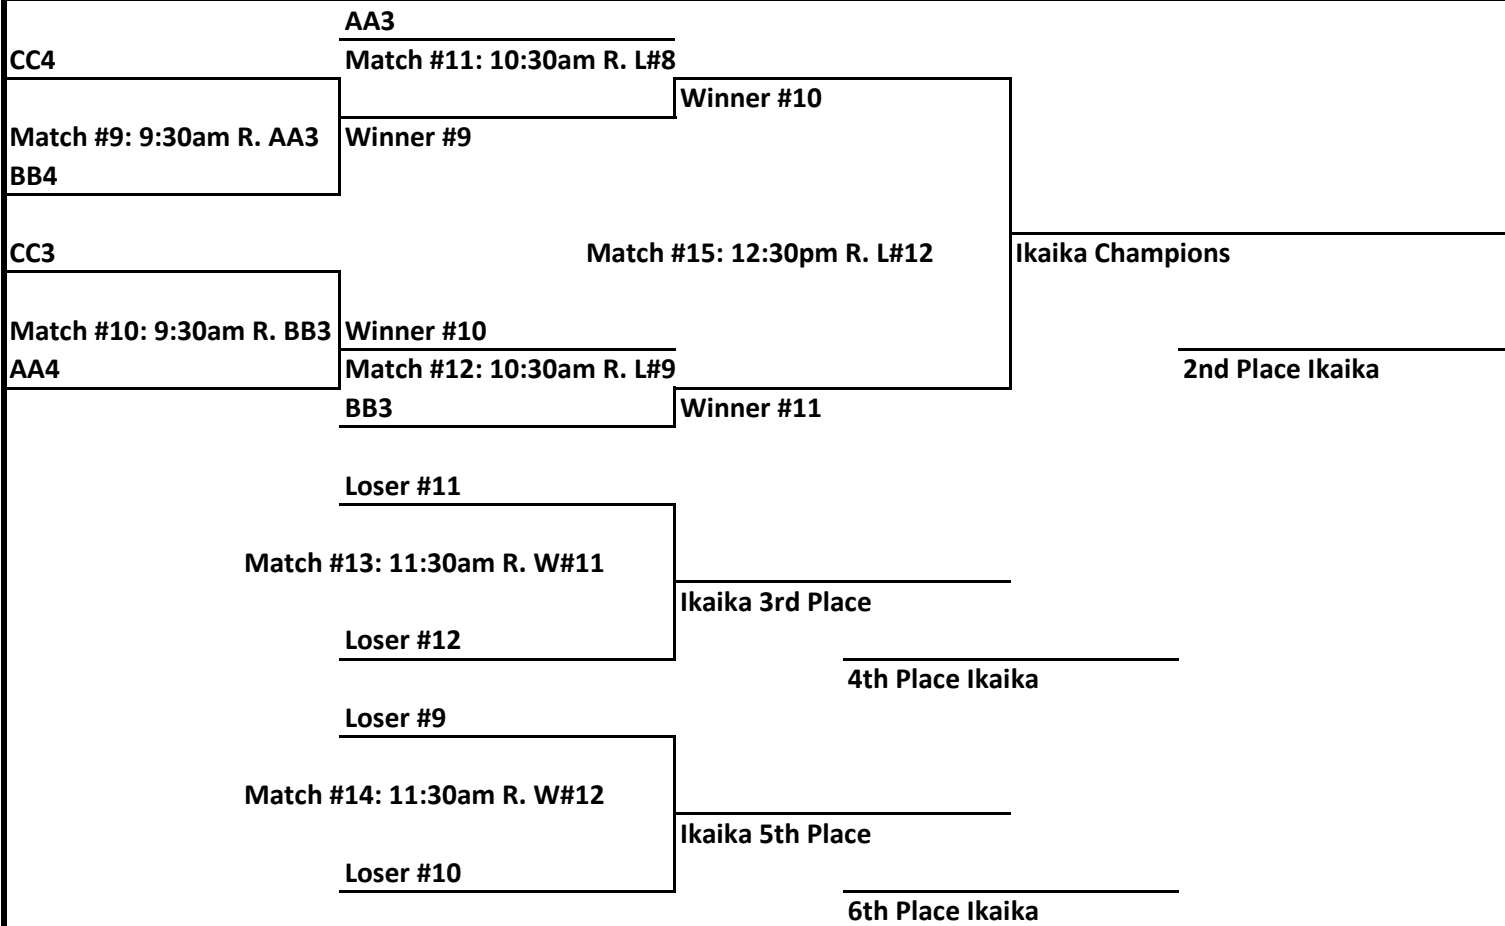 AA3
CC4
Match #11: 10:30am R. L#8
Winner #10
Match #9: 9:30am R. AA3
Winner #9
BB4
CC3
Match #15: 12:30pm R. L#12
Ikaika Champions
Match #10: 9:30am R. BB3
Winner #10
AA4
Match #12: 10:30am R. L#9
2nd Place Ikaika
BB3
Winner #11
Loser #11
Match #13: 11:30am R. W#11
Ikaika 3rd Place
Loser #12
4th Place Ikaika
Loser #9
Match #14: 11:30am R. W#12
Ikaika 5th Place
Loser #10
6th Place Ikaika